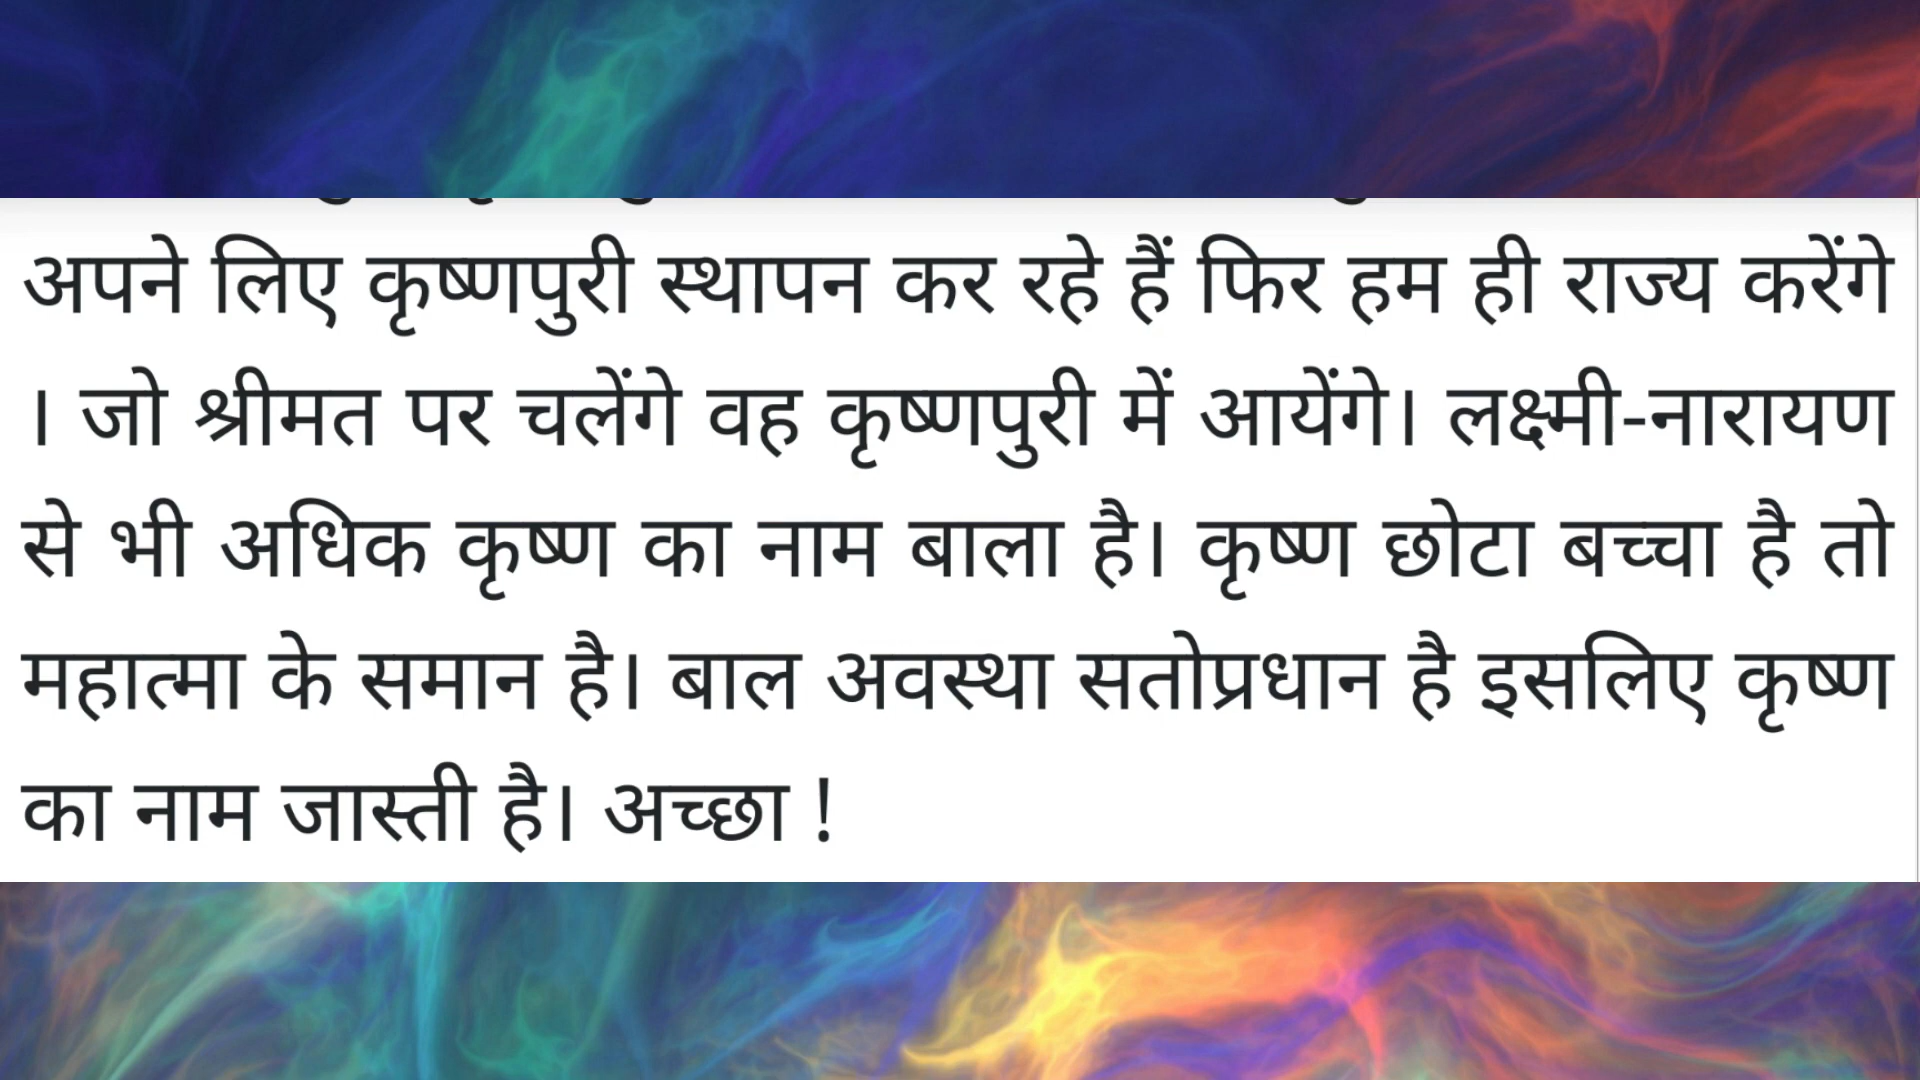 अपने लिए कृष्णपुरी स्थापन कर रहे हैं फिर हम ही राज्य करेंगे
। जो श्रीमत पर चलेंगे वह कृष्णपुरी में आयेंगे। लक्ष्मी-नारायण
से भी अधिक कृष्ण का नाम बाला है। कृष्ण छोटा बच्चा है तो
महात्मा के समान है। बाल अवस्था सतोप्रधान है इसलिए कृष्ण
का नाम जास्ती है। अच्छा !